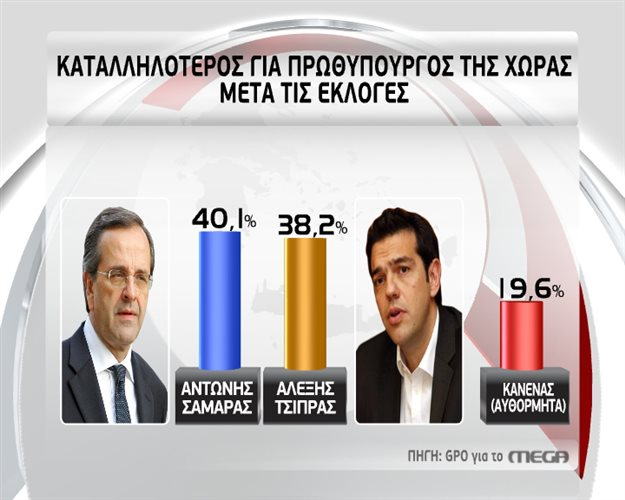 ΚΑΤΑΛΛΗΛΟΤΕΡΟΣ ΓΙΑ ΠΡΩΘΥΠΟΥΡΓΟΣ ΤΗΣ ΧΩΡΑΣ
ΜΕΤΑ ΤΙΣ ΕΚΛΟΓΕΣ
40,1%
38,2%
19,6%
ΑΝΤΩΝΗΣ
ΣΑΜΑΡΑΣ
ΑΛΕΞΗΣ
ΤΣΙΠΡΑΣ
ΚΑΝΕΝΑΣ
(ΑΥΘΟΡΜΗΤΑ)
ΠΗΓΗ: GPO για το MEGA